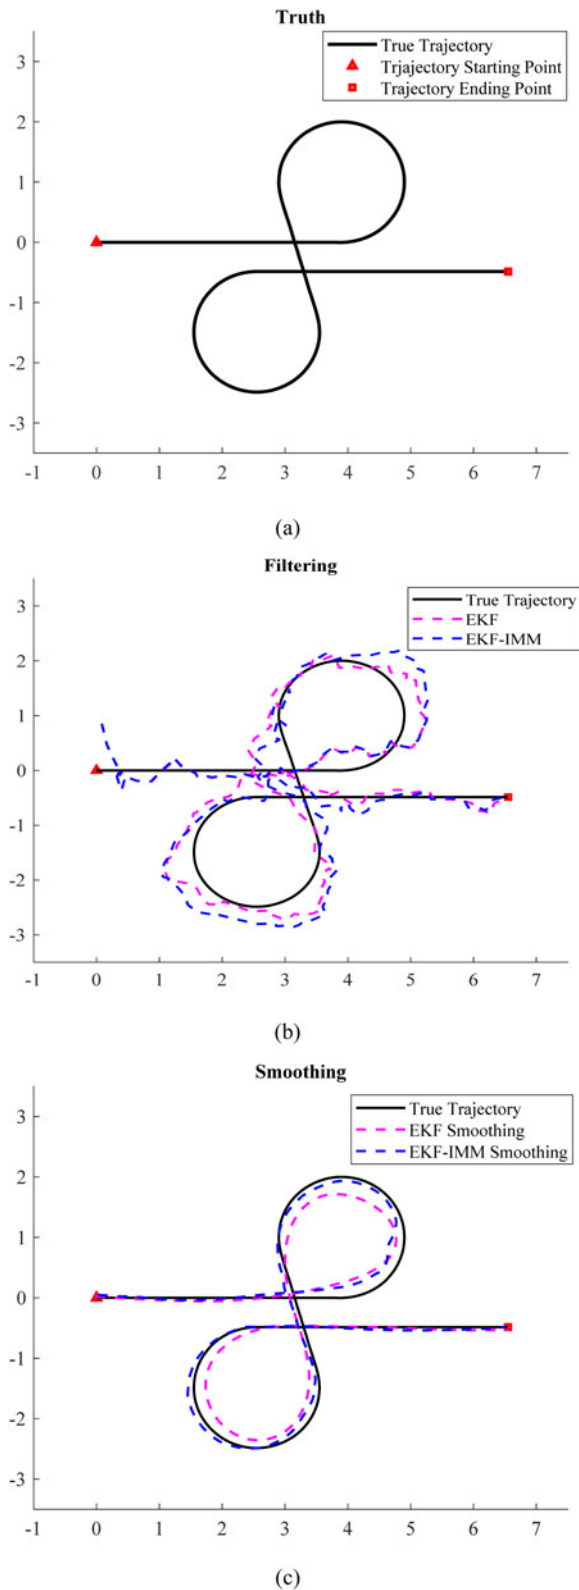 Truth
True Trajectory
Trjajectory Starting Point
Trajectory Ending Point
3
2
1
0
-1
-2
-3
-1 0 1 2 3 4 5 6 7
(a)
Filtering
True Trajectory
EKF
EKF-IMM
3
2
1
0
-1
-2
-3
-1 0 1 2 3 4 5 6 7
(b)
Smoothing
True Trajectory
EKF Smoothing
EKF-IMM Smoothing
3
2
1
0
-1
-2
-3
-1 0 1 2 3 4 5 6 7
(c)